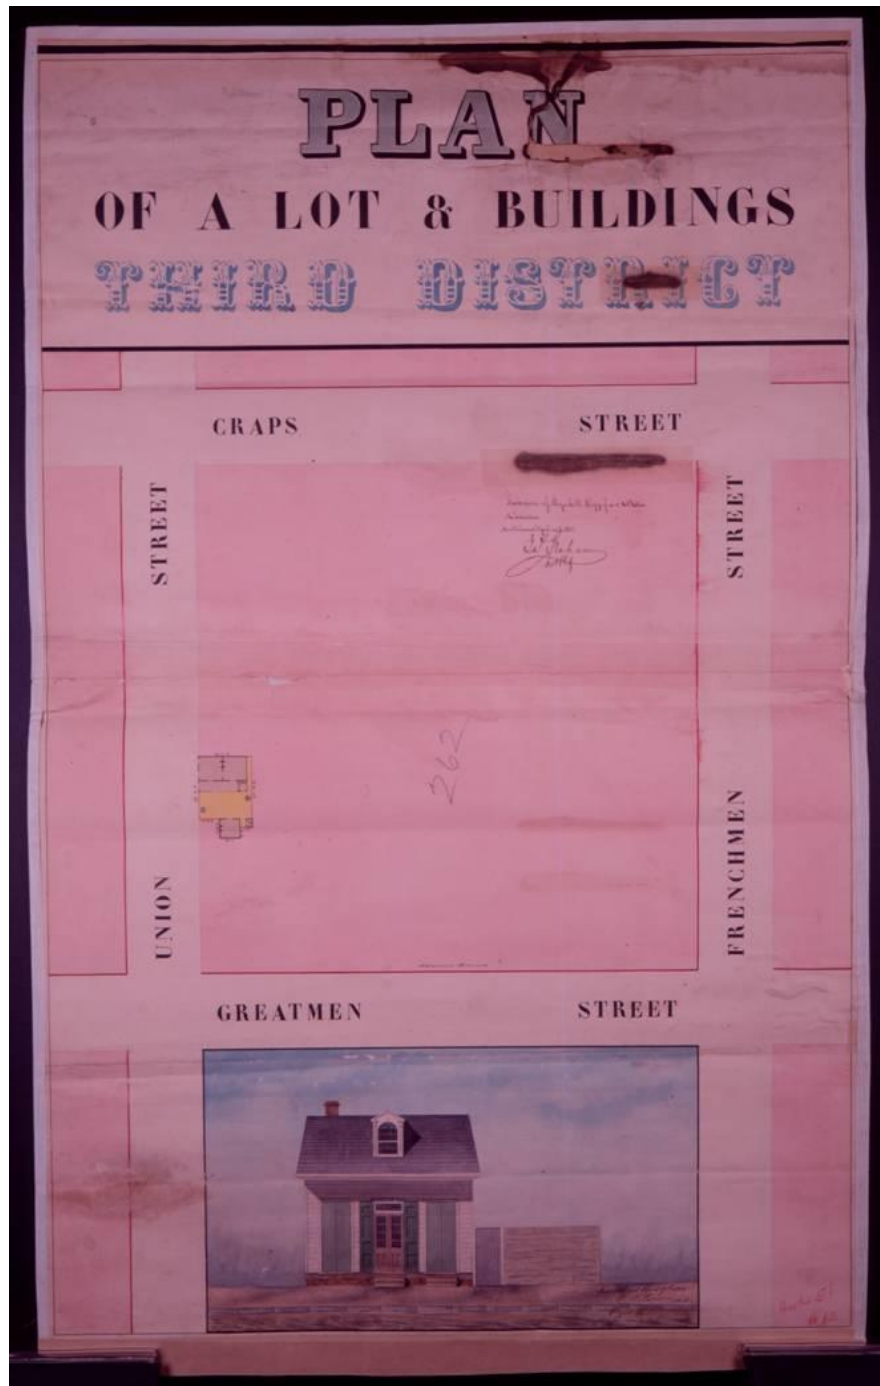 PLAN
OF A LOT & BUILDINGS
THIRD DISTRICT
CRAPS STREET
STREET
STREET
262
UNION
FRENCHMEN
GREATMEN STREET